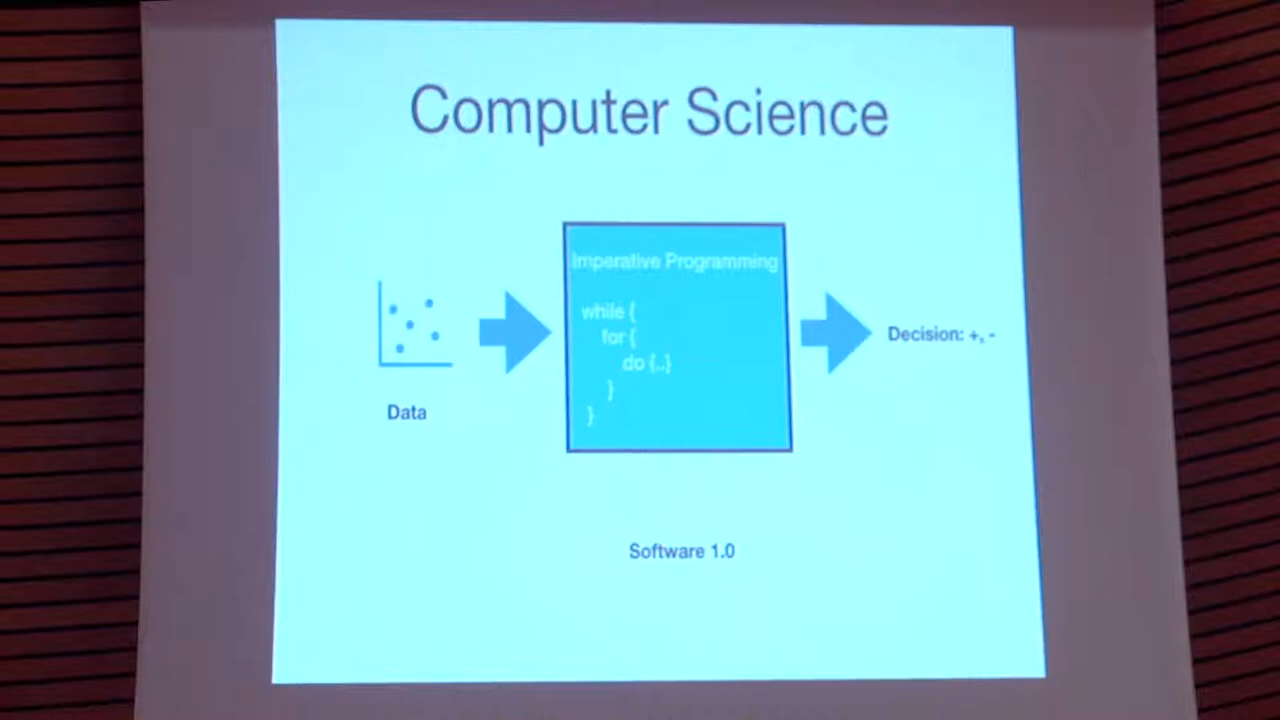 Computer Science
Imperative Programming
while {
for {
do {..}
}
}
Data
Decision: +, -
Software 1.0